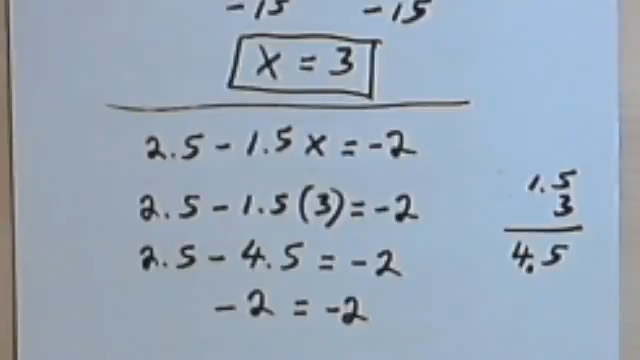 -15 -15
x = 3
2.5 - 1.5x = -2
2.5 - 1.5(3) = -2
2.5 - 4.5 = -2
-2 = -2
1.5
3
4.5